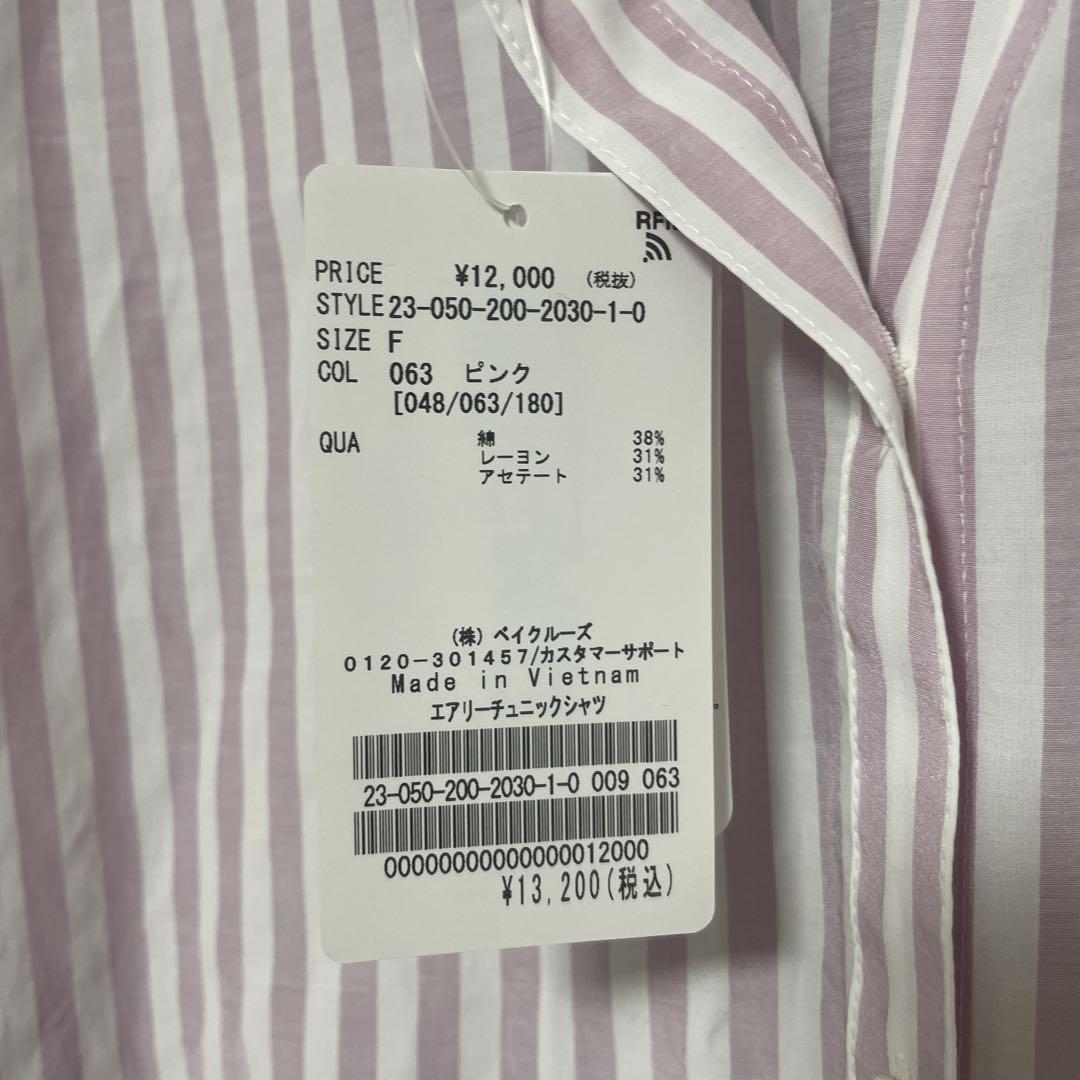 PRICE ¥12,000 (税抜)
STYLE 23-050-200-2030-1-0
SIZE F
COL 063 ピンク
[048/063/180]
QUA 綿 38%
レーヨン 31%
アセテート 31%
(株) ベイクルーズ
0120-301457/カスタマーサポート
Made in Vietnam
エアリーチュニックシャツ
23-050-200-2030-1-0 009 063
00000000000000012000
¥13,200(税込)